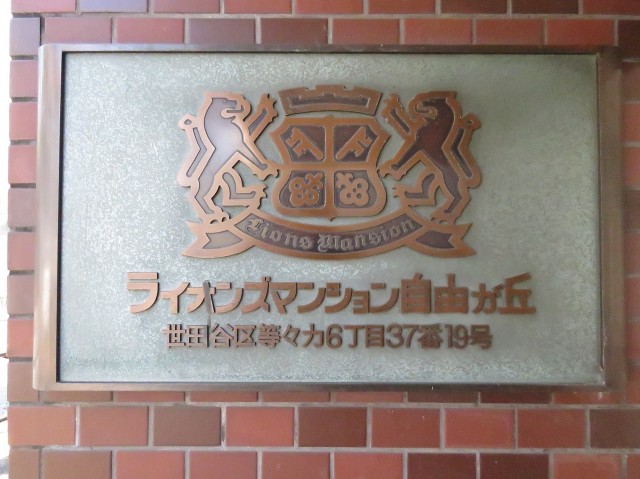 Lions Mansion
ライオンズマンション自由が丘
世田谷区等々力6丁目37番19号